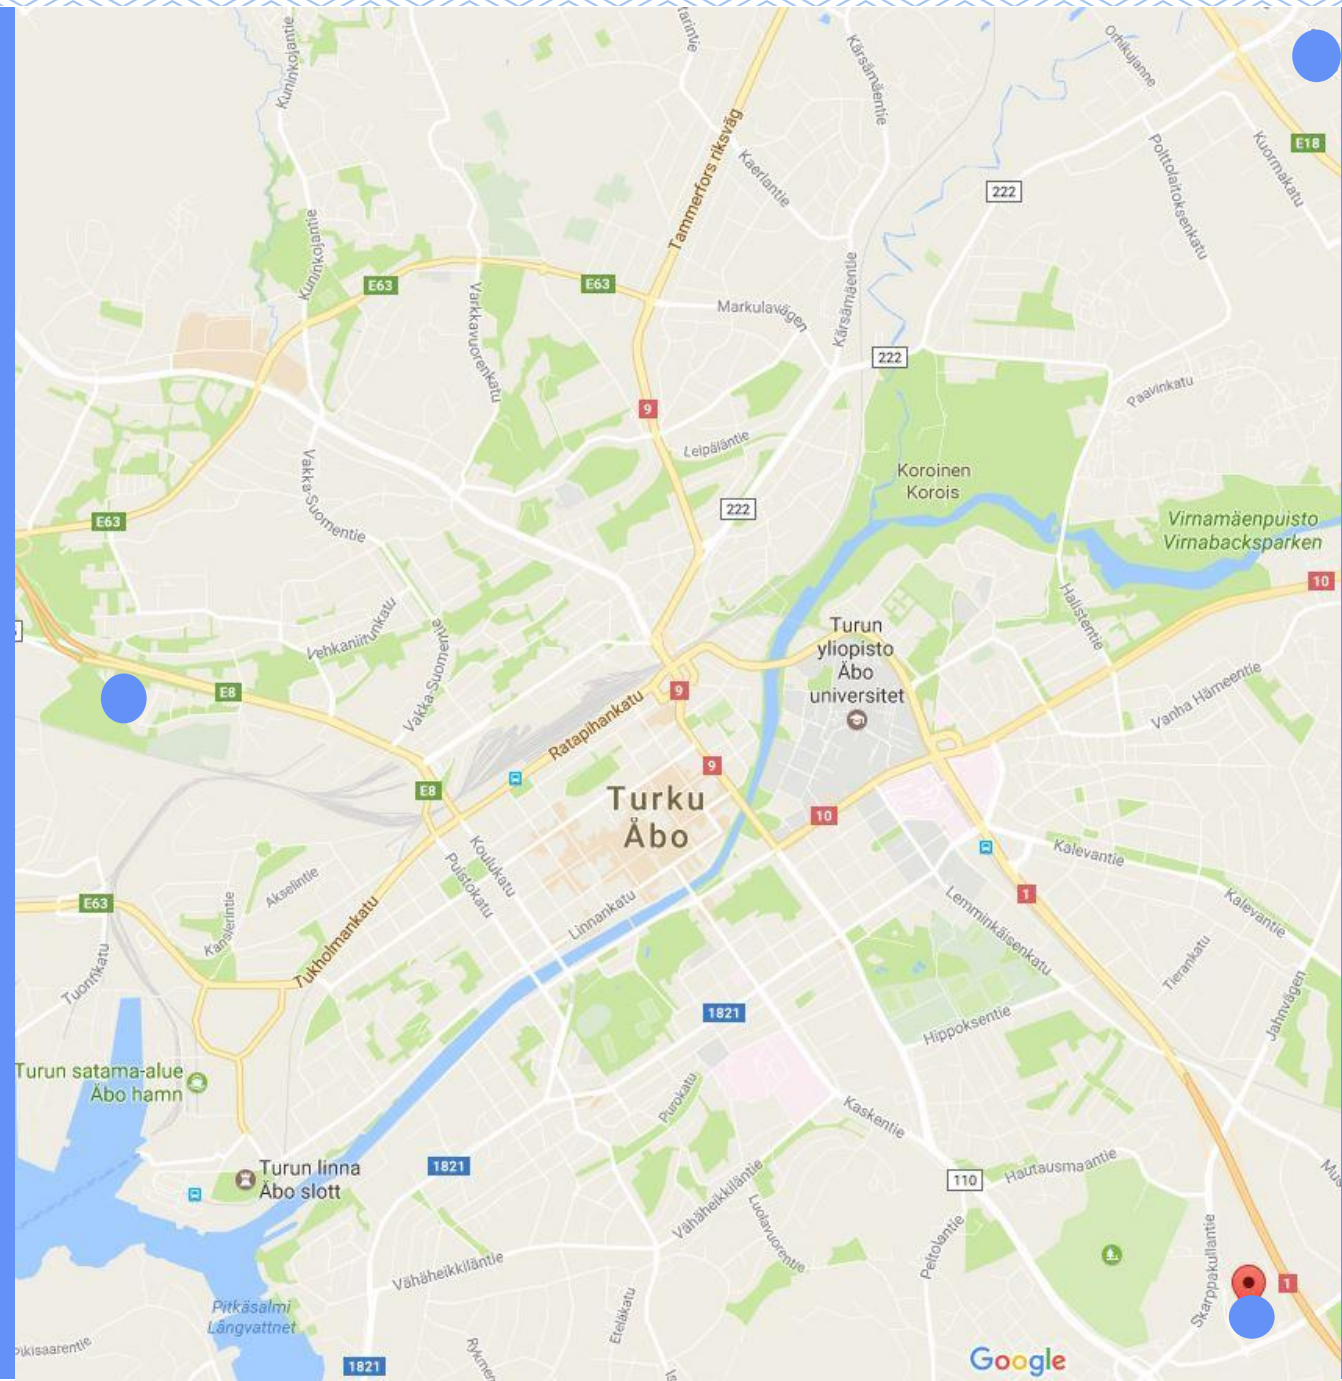 Kuninkojantie
Kärsämäentie
Orhikujanne
Tammerfors riksväg
Kaerlantie
E18
Kuormakatu
Polttolaitoksenkatu
222
Kuninkojantie
E63
E63
Varkkavuorenkatu
Markulavägen
Kärsämäentie
222
9
Paavinkatu
Leipäläntie
Koroinen
Korois
Vakka-Suomentie
E63
222
Virnamäenpuisto
Virnabacksparken
10
Vehkaniitunkatu
Vakka-Suomentie
Halistentie
Turun
yliopisto
Åbo
universitet
E8
9
Ratapihankatu
Vanha Hämeentie
9
E8
Turku
Åbo
10
Koulukatu
Puistokatu
Kalevantie
Akselintie
E63
Kanslerintie
Tukholmankatu
Linnankatu
1
Lemminkäisenkatu
Kalevantie
Tierankatu
Tuontikatu
1821
Hippoksentie
Jahnvägen
Turun satama-alue
Åbo hamn
Purokatu
Kaskentie
Turun linna
Åbo slott
1821
110
Hautausmaantie
Vähäheikkiläntie
Luolavuorentie
Peltolantie
Skarppakullantie
Vähäheikkiläntie
1
Pitkäsalmi
Långvattnet
Eteläkatu
Pikisaarentie
1821
Google